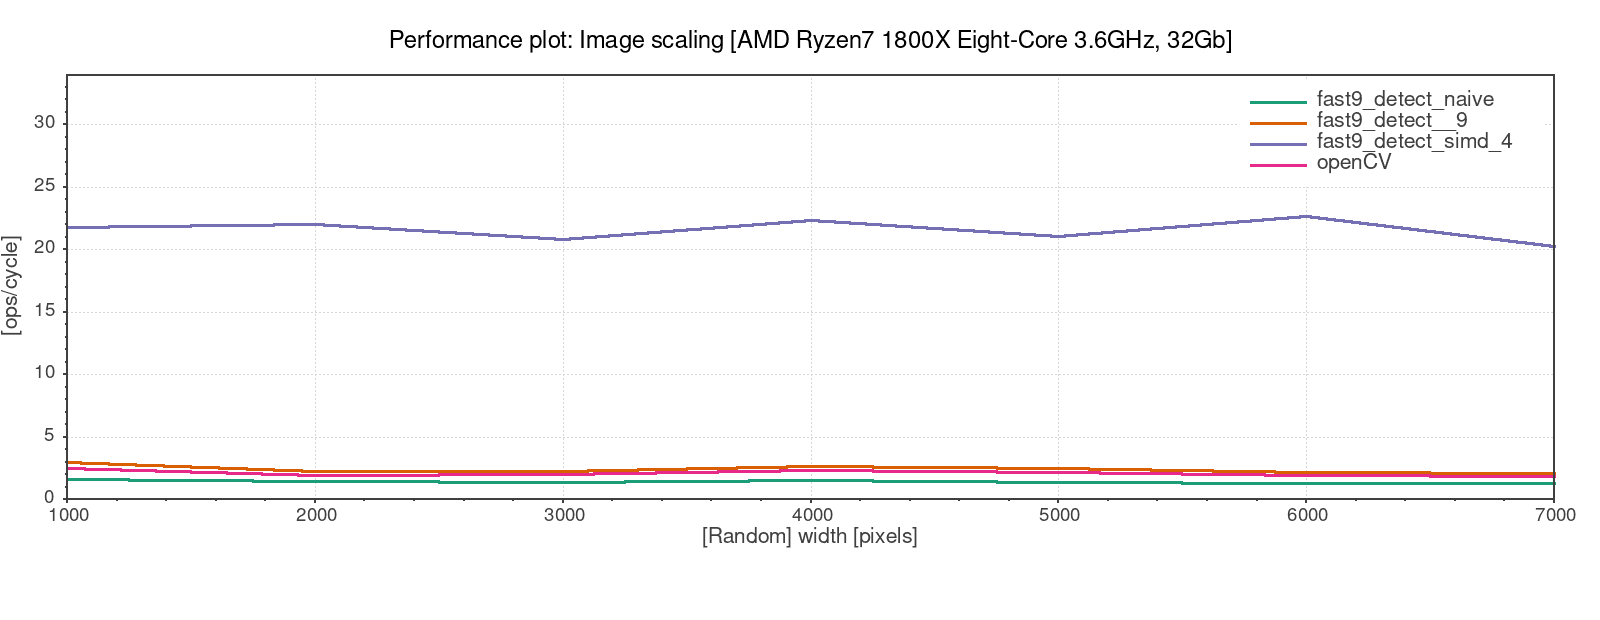 Performance plot: Image scaling [AMD Ryzen7 1800X Eight-Core 3.6GHz, 32Gb]
fast9_detect_naive
fast9_detect__9
fast9_detect_simd_4
openCV
[ops/cycle]
30
25
20
15
10
5
0
1000 2000 3000 4000 5000 6000 7000
[Random] width [pixels]